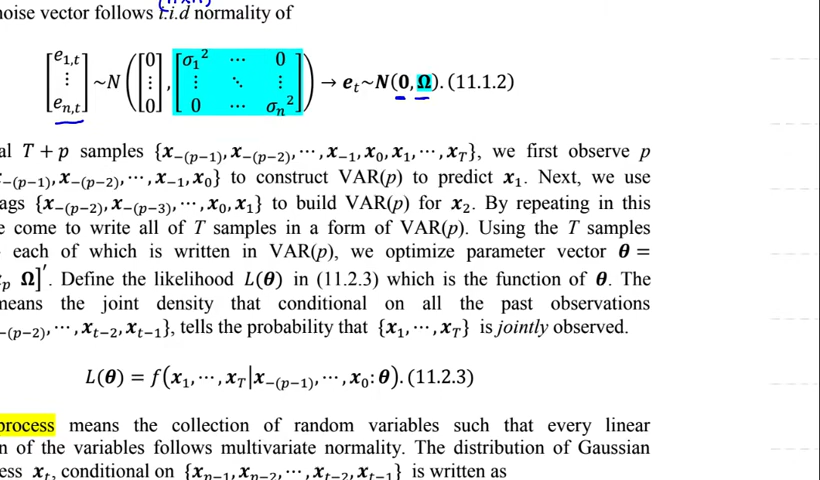 noise vector follows i.i.d normality of
[e₁,ₜ ⋮ eₙ,ₜ] ~N ([0 ⋮ 0], [σ₁² ⋯ 0 ⋮ ⋱ ⋮ 0 ⋯ σₙ²]) → eₜ~N(0, Ω). (11.1.2)
al T + p samples {x₋₍ₚ₋₁₎, x₋₍ₚ₋₂₎, ⋯, x₋₁, x₀, x₁, ⋯, x_T}, we first observe p
₋₍ₚ₋₁₎, x₋₍ₚ₋₂₎, ⋯, x₋₁, x₀} to construct VAR(p) to predict x₁. Next, we use
ags {x₋₍ₚ₋₂₎, x₋₍ₚ₋₃₎, ⋯, x₀, x₁} to build VAR(p) for x₂. By repeating in this
e come to write all of T samples in a form of VAR(p). Using the T samples
each of which is written in VAR(p), we optimize parameter vector θ =
ₚ Ω]′. Define the likelihood L(θ) in (11.2.3) which is the function of θ. The
means the joint density that conditional on all the past observations
₋₍ₚ₋₂₎, ⋯, xₜ₋₂, xₜ₋₁}, tells the probability that {x₁, ⋯, x_T} is jointly observed.
L(θ) = f(x₁, ⋯, x_T|x₋₍ₚ₋₁₎, ⋯, x₀: θ). (11.2.3)
process means the collection of random variables such that every linear
n of the variables follows multivariate normality. The distribution of Gaussian
ess xₜ, conditional on {xₙ₋₁, xₙ₋₂, ⋯, xₜ₋₂, xₜ₋₁} is written as